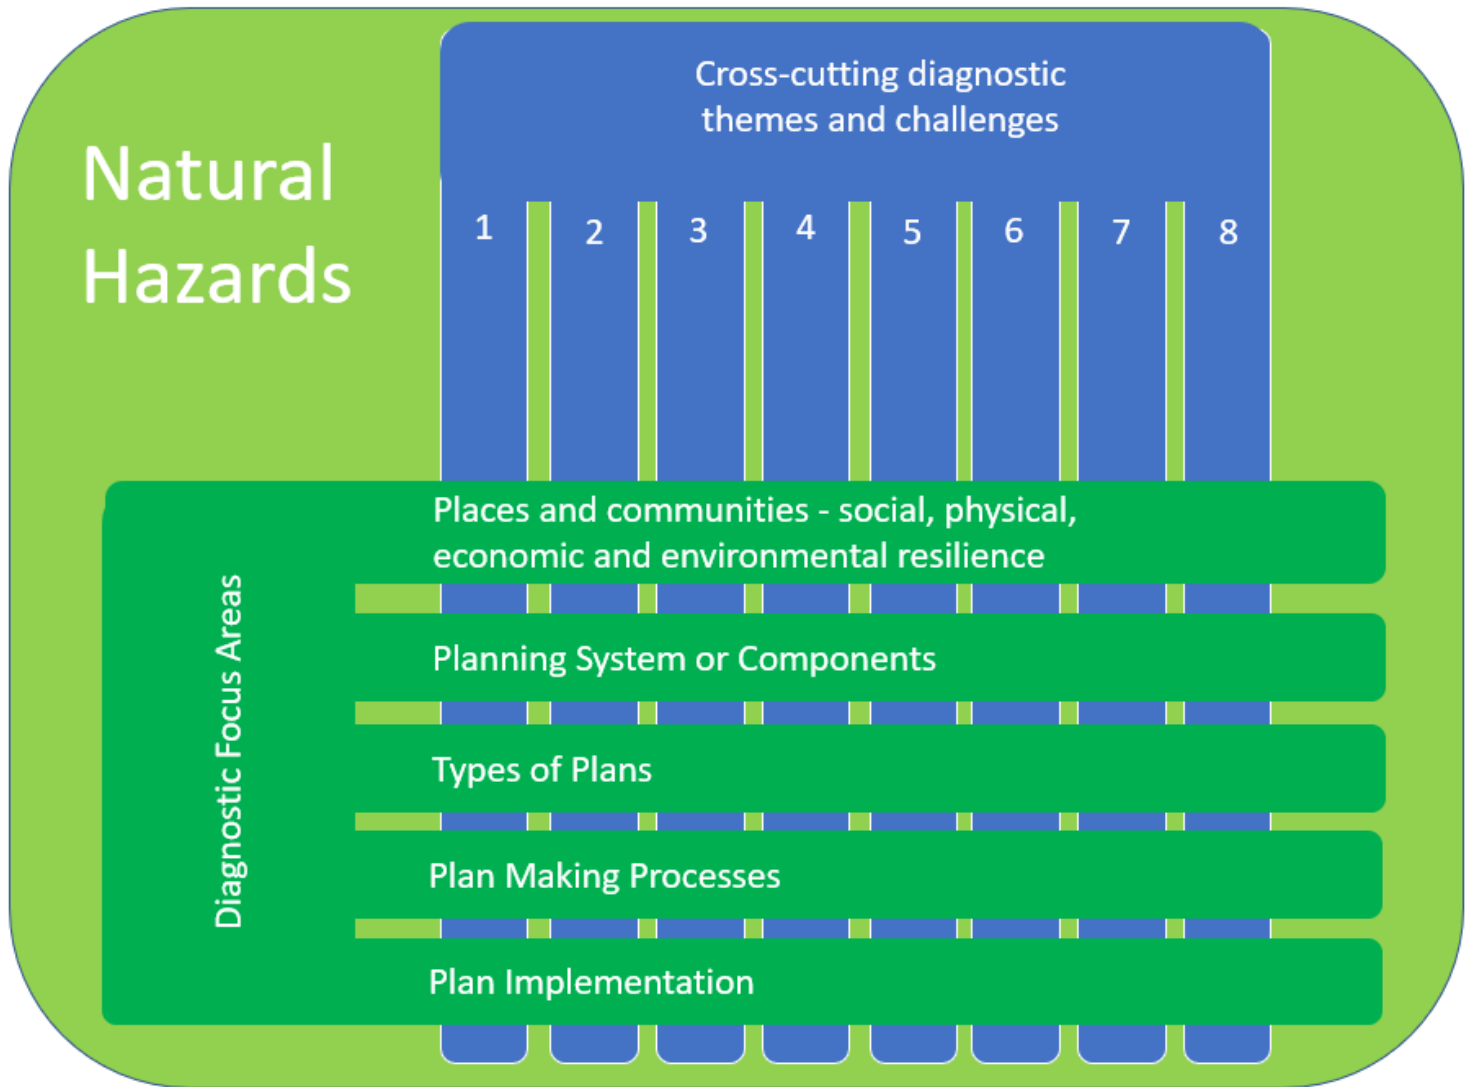 Natural
Hazards
Cross-cutting diagnostic
themes and challenges
1 2 3 4 5 6 7 8
Diagnostic Focus Areas
Places and communities - social, physical,
economic and environmental resilience
Planning System or Components
Types of Plans
Plan Making Processes
Plan Implementation